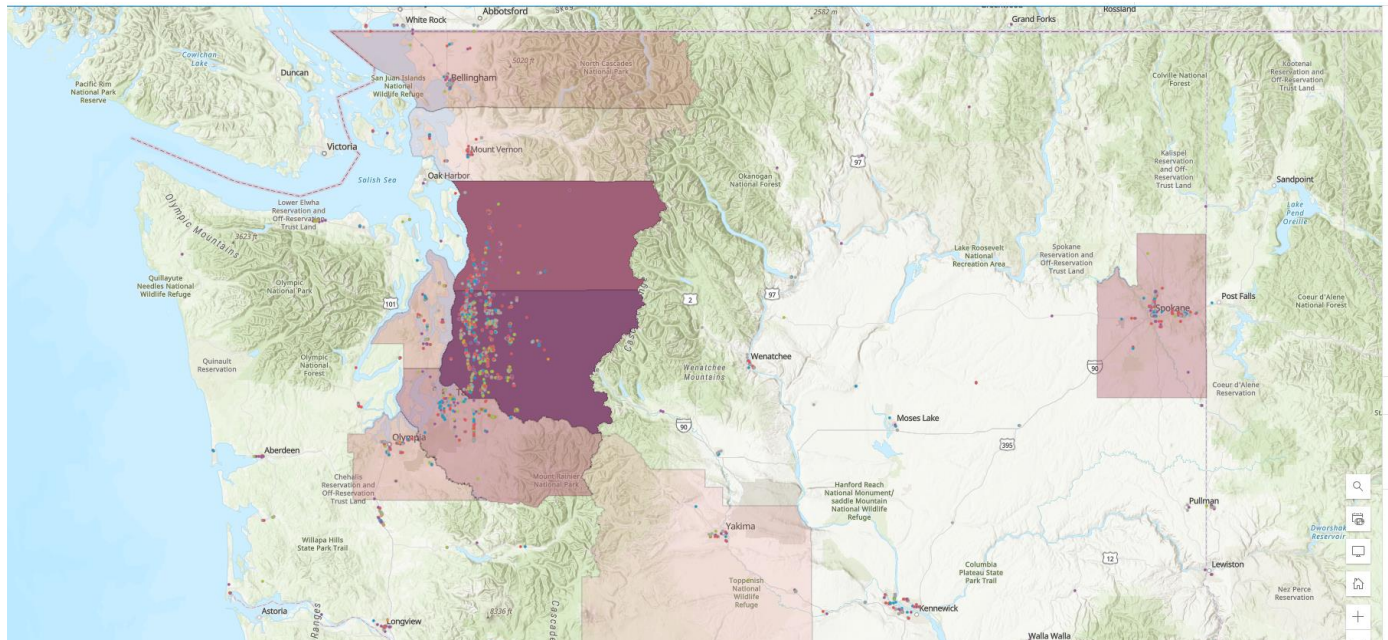 Abbotsford
White Rock
2582 m
Grand Forks
Rossland
Cowichan
Lake
Duncan
Pacific Rim
National Park
Reserve
San Juan Islands
National
Wildlife Refuge
Bellingham
5020 ft
North Cascades
National Park
Colville National
Forest
Kootenai
Reservation and
Off-Reservation
Trust Land
Victoria
Mount Vernon
97
Kalispel
Reservation and
Off-Reservation
Trust Land
Sandpoint
Salish Sea
Oak Harbor
Okanogan
National Forest
Lake
Pend
Oreille
Lower Elwha
Reservation and
Off-Reservation
Trust Land
Olympic Mountains
3623 ft
Quillayute
Needles National
Wildlife Refuge
Olympic
National Park
101
2
97
Lake Roosevelt
National
Recreation Area
Spokane
Reservation and
Off-Reservation
Trust Land
Post Falls
Coeur d'Alene
National Forest
Spokane
Quinault
Reservation
Olympic
National
Forest
Wenatchee
Wenatchee
Mountains
90
Coeur d'Alene
Reservation
St.
Moses Lake
90
395
Aberdeen
Olympia
Chehalis
Reservation and
Off-Reservation
Trust Land
Mount Rainier
National Park
Hanford Reach
National Monument/
saddle Mountain
National Wildlife
Refuge
Pullman
Dworshak
Reservoir
Willapa Hills
State Park Trail
Yakima
12
Lewiston
Columbia
Plateau State
Park Trail
Toppenish
National
Wildlife
Refuge
Nez Perce
Reservation
Astoria
8336 ft
Kennewick
Longview
Walla Walla
Ranges
Cascade